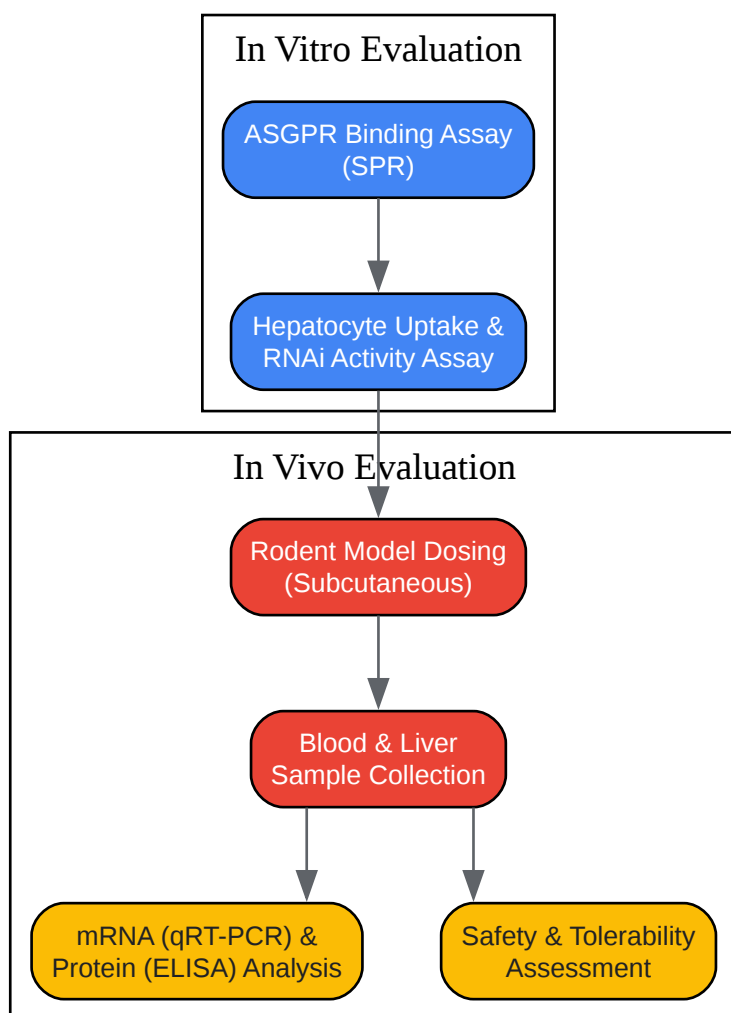 In Vitro Evaluation
ASGPR Binding Assay
(SPR)
Hepatocyte Uptake &
RNAi Activity Assay
In Vivo Evaluation
Rodent Model Dosing
(Subcutaneous)
Blood & Liver
Sample Collection
mRNA (qRT-PCR) &
Protein (ELISA) Analysis
Safety & Tolerability
Assessment